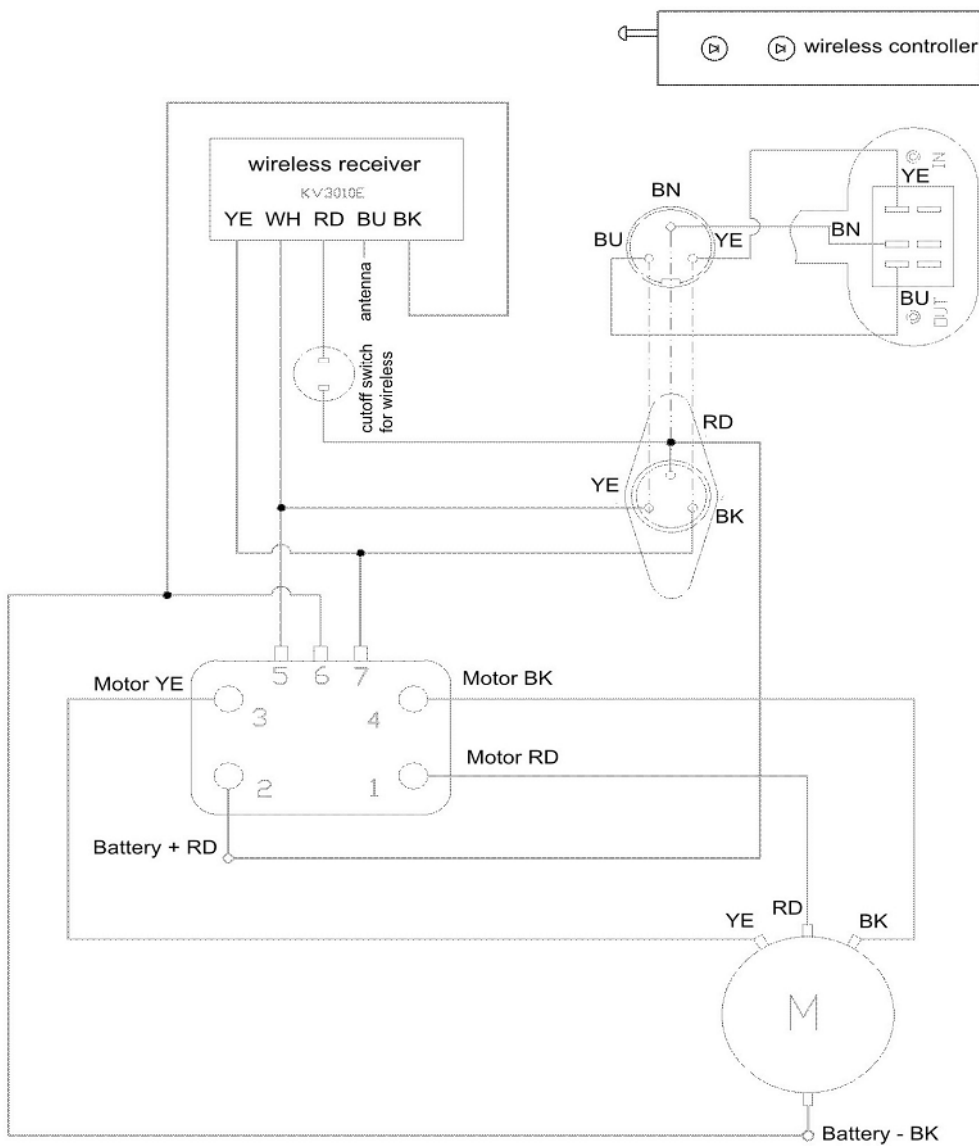 wireless controller
wireless receiver
KV3010E
YE WH RD BU BK
antenna
cutoff switch
for wireless
BN
BU
YE
IN
YE
BN
BU
OUT
RD
YE
BK
5 6 7
Motor YE
3
4
Motor BK
2
1
Motor RD
Battery + RD
YE
RD
BK
M
Battery - BK